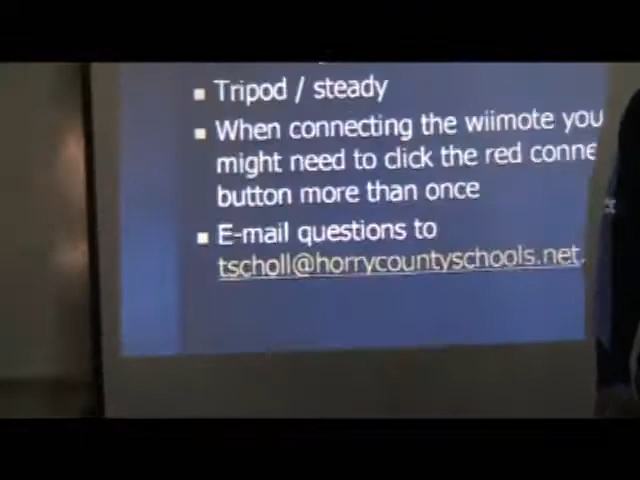 Tripod / steady
When connecting the wiimote you
might need to click the red conne
button more than once
E-mail questions to
tscholl@horrycountyschools.net.